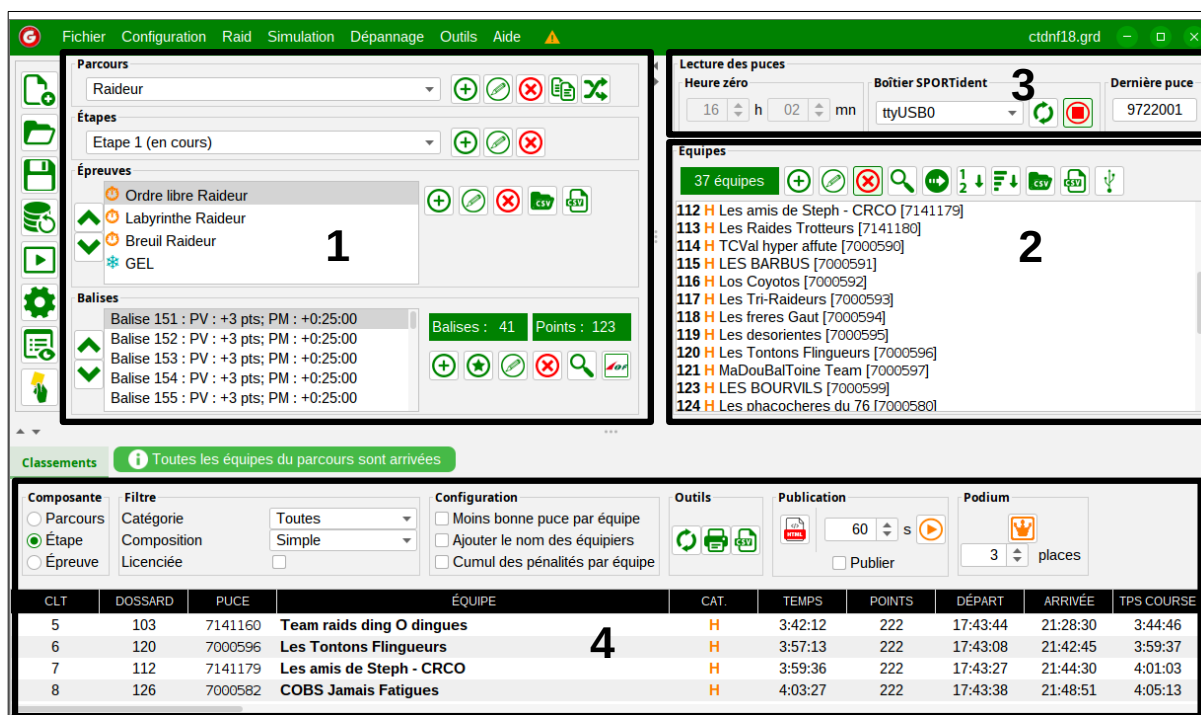 G Fichier Configuration Raid Simulation Dépannage Outils Aide ctdnf18.grd
Parcours
Raideur
Étapes
Etape 1 (en cours)
Épreuves
Ordre libre Raideur
Labyrinthe Raideur
Breuil Raideur
GEL
CSV CSV
1
Balises
Balise 151 : PV : +3 pts; PM : +0:25:00
Balise 152 : PV : +3 pts; PM : +0:25:00
Balise 153 : PV : +3 pts; PM : +0:25:00
Balise 154 : PV : +3 pts; PM : +0:25:00
Balise 155 : PV : +3 pts; PM : +0:25:00
Balises : 41 Points : 123
IOF
Lecture des puces
Heure zéro Boîtier SPORTident Dernière puce
16 h 02 mn ttyUSB0 9722001
3
Equipes
37 équipes 1 2 CSV CSV
112 H Les amis de Steph - CRCO [7141179]
113 H Les Raides Trotteurs [7141180]
114 H TCVal hyper affute [7000590]
115 H LES BARBUS [7000591]
116 H Los Coyotos [7000592]
117 H Les Tri-Raideurs [7000593]
118 H Les freres Gaut [7000594]
119 H Les desorientes [7000595]
120 H Les Tontons Flingueurs [7000596]
121 H MaDouBalToine Team [7000597]
123 H LES BOURVILS [7000599]
124 H Les phacocheres du 76 [7000580]
2
Classements Toutes les équipes du parcours sont arrivées
Composante Filtre Configuration Outils Publication Podium
Parcours Catégorie Toutes Moins bonne puce par équipe
Étape Composition Simple Ajouter le nom des équipiers CSV HTML 60 s
Épreuve Licenciée Cumul des pénalités par équipe Publier 3 places
CLT DOSSARD PUCE ÉQUIPE CAT. TEMPS POINTS DÉPART ARRIVÉE TPS COURSE
5 103 7141160 Team raids ding O dingues H 3:42:12 222 17:43:44 21:28:30 3:44:46
6 120 7000596 Les Tontons Flingueurs H 3:57:13 222 17:43:08 21:42:45 3:59:37
7 112 7141179 Les amis de Steph - CRCO H 3:59:36 222 17:43:27 21:44:30 4:01:03
8 126 7000582 COBS Jamais Fatigues H 4:03:27 222 17:43:38 21:48:51 4:05:13
4